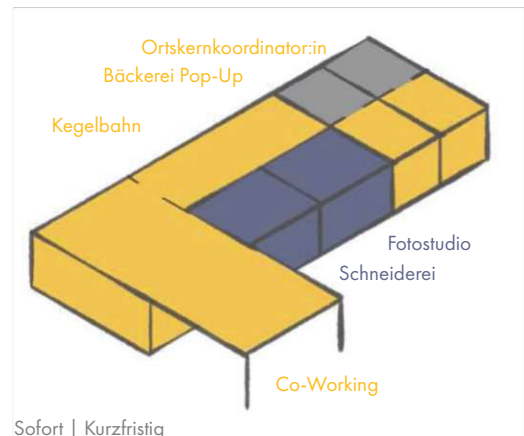 Ortskernkoordinator:in
Bäckerei Pop-Up
Kegelbahn
Fotostudio
Schneiderei
Co-Working
Sofort | Kurzfristig